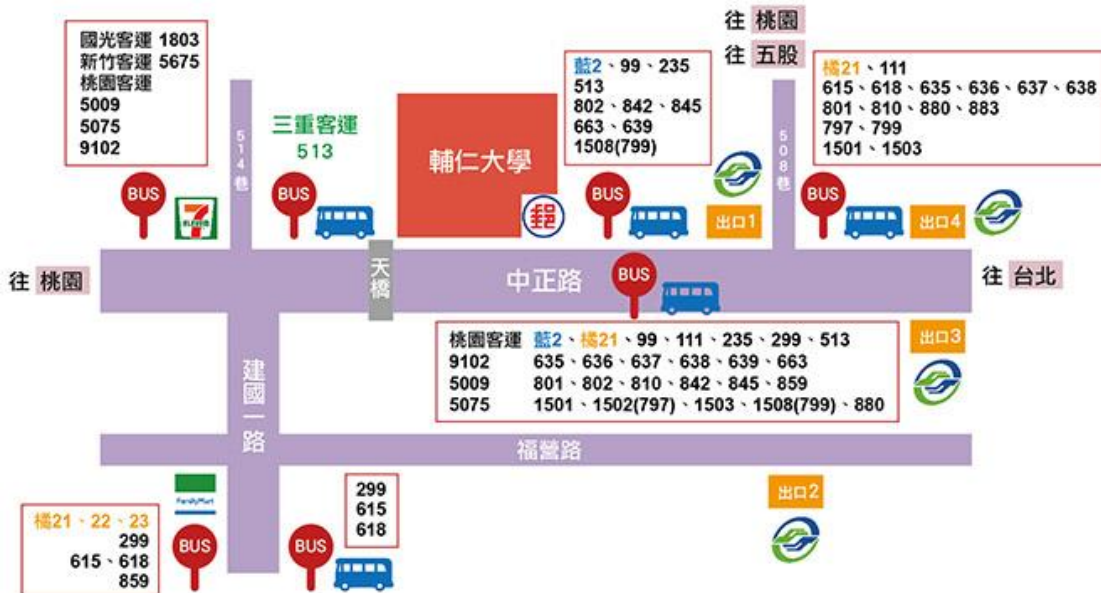 往 桃園
往 五股
國光客運 1803
新竹客運 5675
桃園客運
5009
5075
9102
BUS
7
ELEVEn
514巷
三重客運
513
BUS
輔仁大學
郵
藍2、99、235
513
802、842、845
663、639
1508(799)
BUS
出口1
508巷
橘21、111
615、618、635、636、637、638
801、810、880、883
797、799
1501、1503
BUS
出口4
往 桃園
天橋
中正路
BUS
往 台北
桃園客運 藍2、橘21、99、111、235、299、513
9102 635、636、637、638、639、663
5009 801、802、810、842、845、859
5075 1501、1502(797)、1503、1508(799)、880
出口3
建國一路
福營路
出口2
FamilyMart
橘21、22、23
299
615、618
859
BUS
BUS
299
615
618